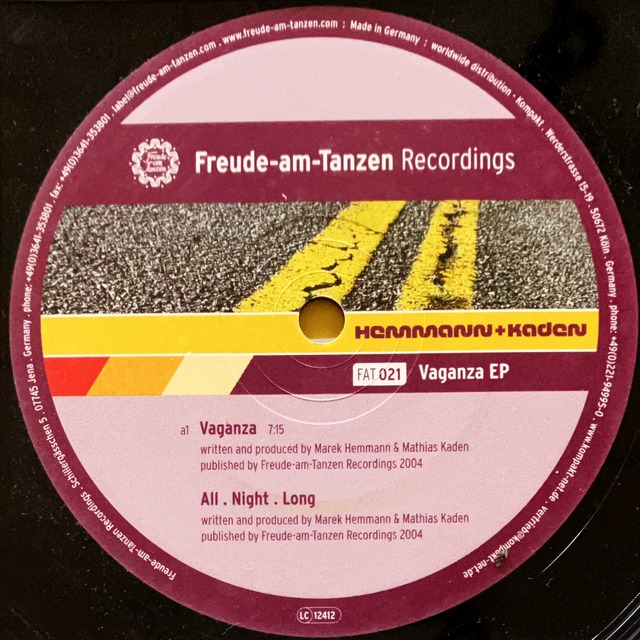 Freude-am-Tanzen Recordings . Schillergässchen 5 . 07745 Jena . Germany . phone: +49(0)3641-353801 . fax: +49(0)3641-353801 . label@freude-am-tanzen.com . www.freude-am-tanzen.com ; Made in Germany ; worldwide distribution - Kompakt . Werderstrasse 15-19 . 50672 Köln . Germany . phone: +49(0)221-94995-0 . www.kompakt-net.de . vertrieb@kompakt-net.de
Freude
am
Tanzen
Freude-am-Tanzen Recordings
Hemmann+Kaden
FAT 021 Vaganza EP
a1 Vaganza 7:15
written and produced by Marek Hemmann & Mathias Kaden
published by Freude-am-Tanzen Recordings 2004
All . Night . Long
written and produced by Marek Hemmann & Mathias Kaden
published by Freude-am-Tanzen Recordings 2004
LC 12412